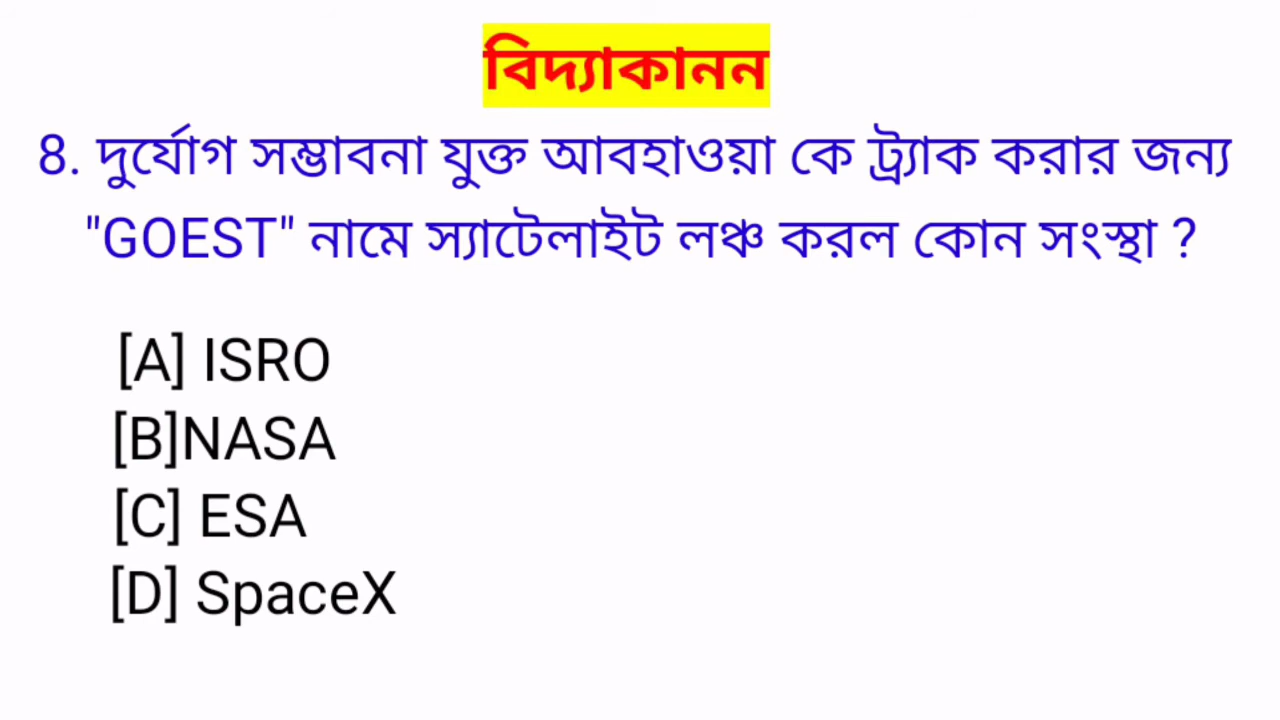 বিদ্যাকানন
8. দুর্যোগ সম্ভাবনা যুক্ত আবহাওয়া কে ট্র্যাক করার জন্য
"GOEST" নামে স্যাটেলাইট লঞ্চ করল কোন সংস্থা ?
[A] ISRO
[B]NASA
[C] ESA
[D] SpaceX